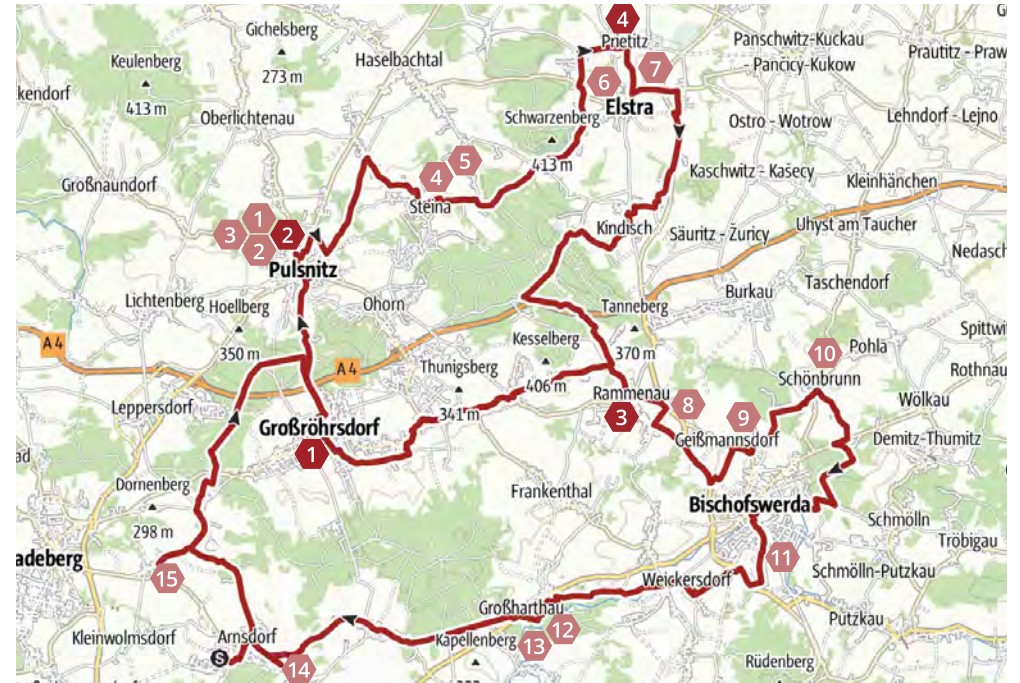 Gichelsberg
273 m
Keulenberg
413 m
kendorf
Oberlichtenau
Haselbachtal
4
Prietitz
7
6
Elstra
Schwarzenberg
413 m
Panschwitz-Kuckau
- Pančicy-Kukow
Prautitz - Praw
G
Ostro - Wotrow
Lehndorf - Lejno
Kaschwitz - Kašecy
Kleinhänchen
Großnaundorf
4
5
Steina
3
1
2
2
Pulsnitz
Kindisch
Säuritz - Žuricy
Uhyst am Taucher
Nedasch
Lichtenberg
Hoellberg
350 m
Ohorn
Tanneberg
370 m
Burkau
Taschendorf
Spittwi
A 4
A 4
Kesselberg
406 m
Thunigsberg
341 m
10
Pohla
Schönbrunn
Rothnau
Leppersdorf
Großröhrsdorf
1
Rammenau
3
8
9
Geißmannsdorf
Wölkau
Demitz-Thumitz
ad
Dornenberg
298 m
Frankenthal
Bischofswerda
Schmölln
Tröbigau
adeberg
15
11
Schmölln-Putzkau
Weickersdorf
Großharthau
12
13
Kapellenberg
Putzkau
Kleinwolmsdorf
Arnsdorf
S
14
Rüdenberg